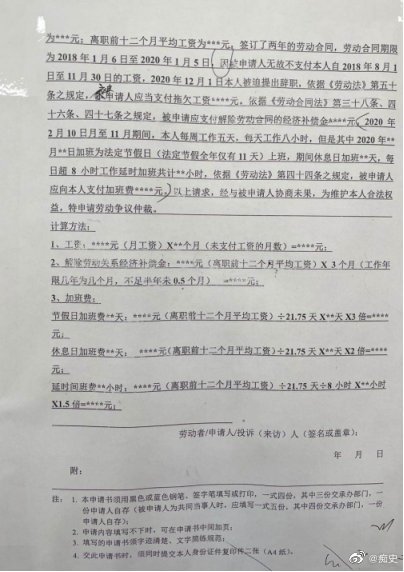 为***元；离职前十二个月平均工资为***元，签订了两年的劳动合同，劳动合同期限
为 2018 年 1 月 6 日至 2020 年 1 月 5 日，因被申请人无故不支付本人自 2018 年 8 月 1
日至 11 月 30 日的工资，2020 年 12 月 1 日本人被迫提出辞职，依据《劳动法》第五十
条之规定，被申请人应当支付拖欠工资****元，依据《劳动合同法》第三十八条、四
十六条、四十七条之规定，被申请应支付解除劳动合同的经济补偿金****元，2020 年
2 月 10 日及至 11 月期间，本人每周工作五天，每天工作八小时，但是其中 2020 年**
月**日加班为法定节假日（法定节假全年仅有 11 天）上班，期间休息日加班**天，每
日超 8 小时工作延时加班共计**小时，依据《劳动法》第四十四条之规定，被申请人
应向本人支付加班费****元。以上请求，经与被申请人协商未果，为维护本人合法权
益，特申请劳动争议仲裁。
计算方法：
1、工资：****元（月工资）X**个月（未支付工资的月数）=****元；
2、解除劳动关系经济补偿金：****元（离职前十二个月平均工资）X 3 个月（工作年
限几年为几个月，不足半年未 0.5 个月） =****元；
3、加班费：
节假日加班费**天：****元（离职前十二个月平均工资）÷21.75 天 X**天 X3 倍=****
元；
休息日加班费**天； ****元（离职前十二个月平均工资）÷21.75 天 X**天 X2 倍=****
元；
延时间班费**小时：****元（离职前十二个月平均工资）÷21.75 天÷8 小时 X**小时
X1.5 倍=****元；
劳动者/申请人/投诉（来访）人（签名或盖章）：
年 月 日
附：
注： 1. 本申请书须用黑色或蓝色钢笔、签字笔填写或打印，一式四份，其中三份交承办部门，一
份申请人自存（被申请人为共同当事人时，应填写一式五份，其中四份交承办部门，一份
申请人自存）；
2. 申请内容填写不下时，可在申请书中间加页；
3. 填写的申请书须字迹清楚、文字简练规范；
4. 交此申请书时，须同时提交本人身份证件复印件二张（A4 纸）。
@痴史